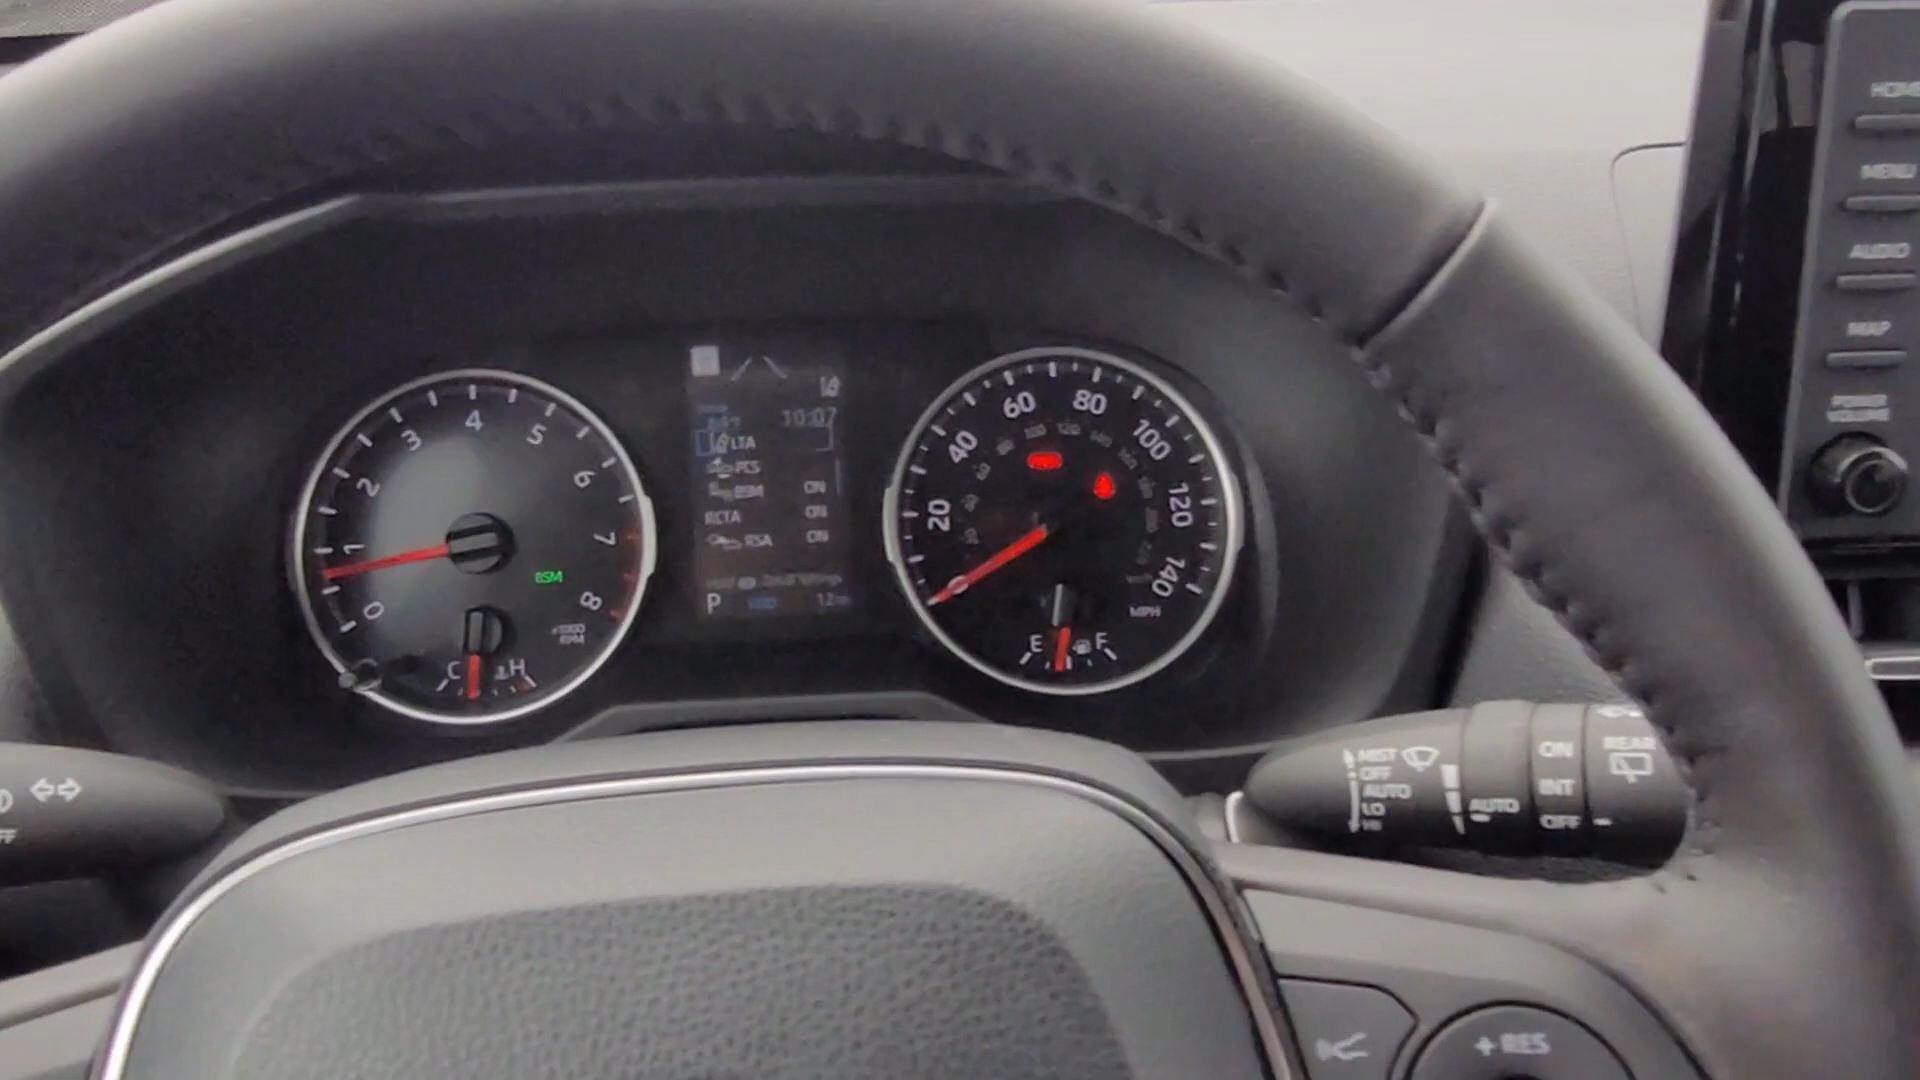 HOME
MENU
AUDIO
MAP
POWER
VOLUME
0 1 2 3 4 5 6 7 8
x1000
RPM
BSM
C H
10:07
LTA
PCS
BSM ON
RCTA ON
RSA ON
P
20 40 60 80 100 120 140
MPH
E F
MIST
OFF
AUTO
LO
HI
AUTO
ON
INT
OFF
REAR
+RES